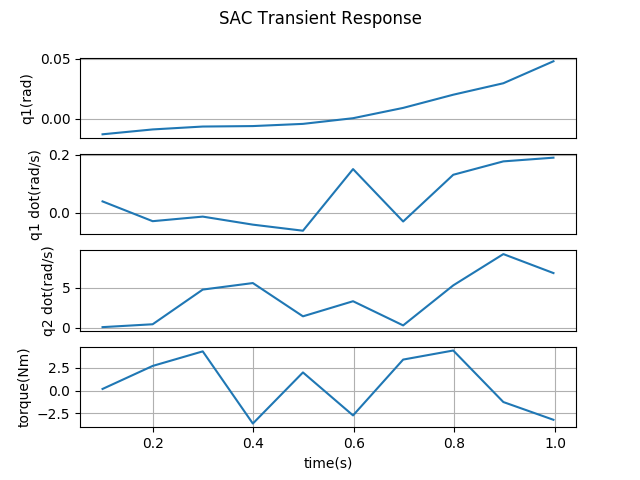 SAC Transient Response
q1(rad)
0.05
0.00
q1 dot(rad/s)
0.2
0.0
q2 dot(rad/s)
5
0
torque(Nm)
2.5
0.0
−2.5
0.2 0.4 0.6 0.8 1.0
time(s)